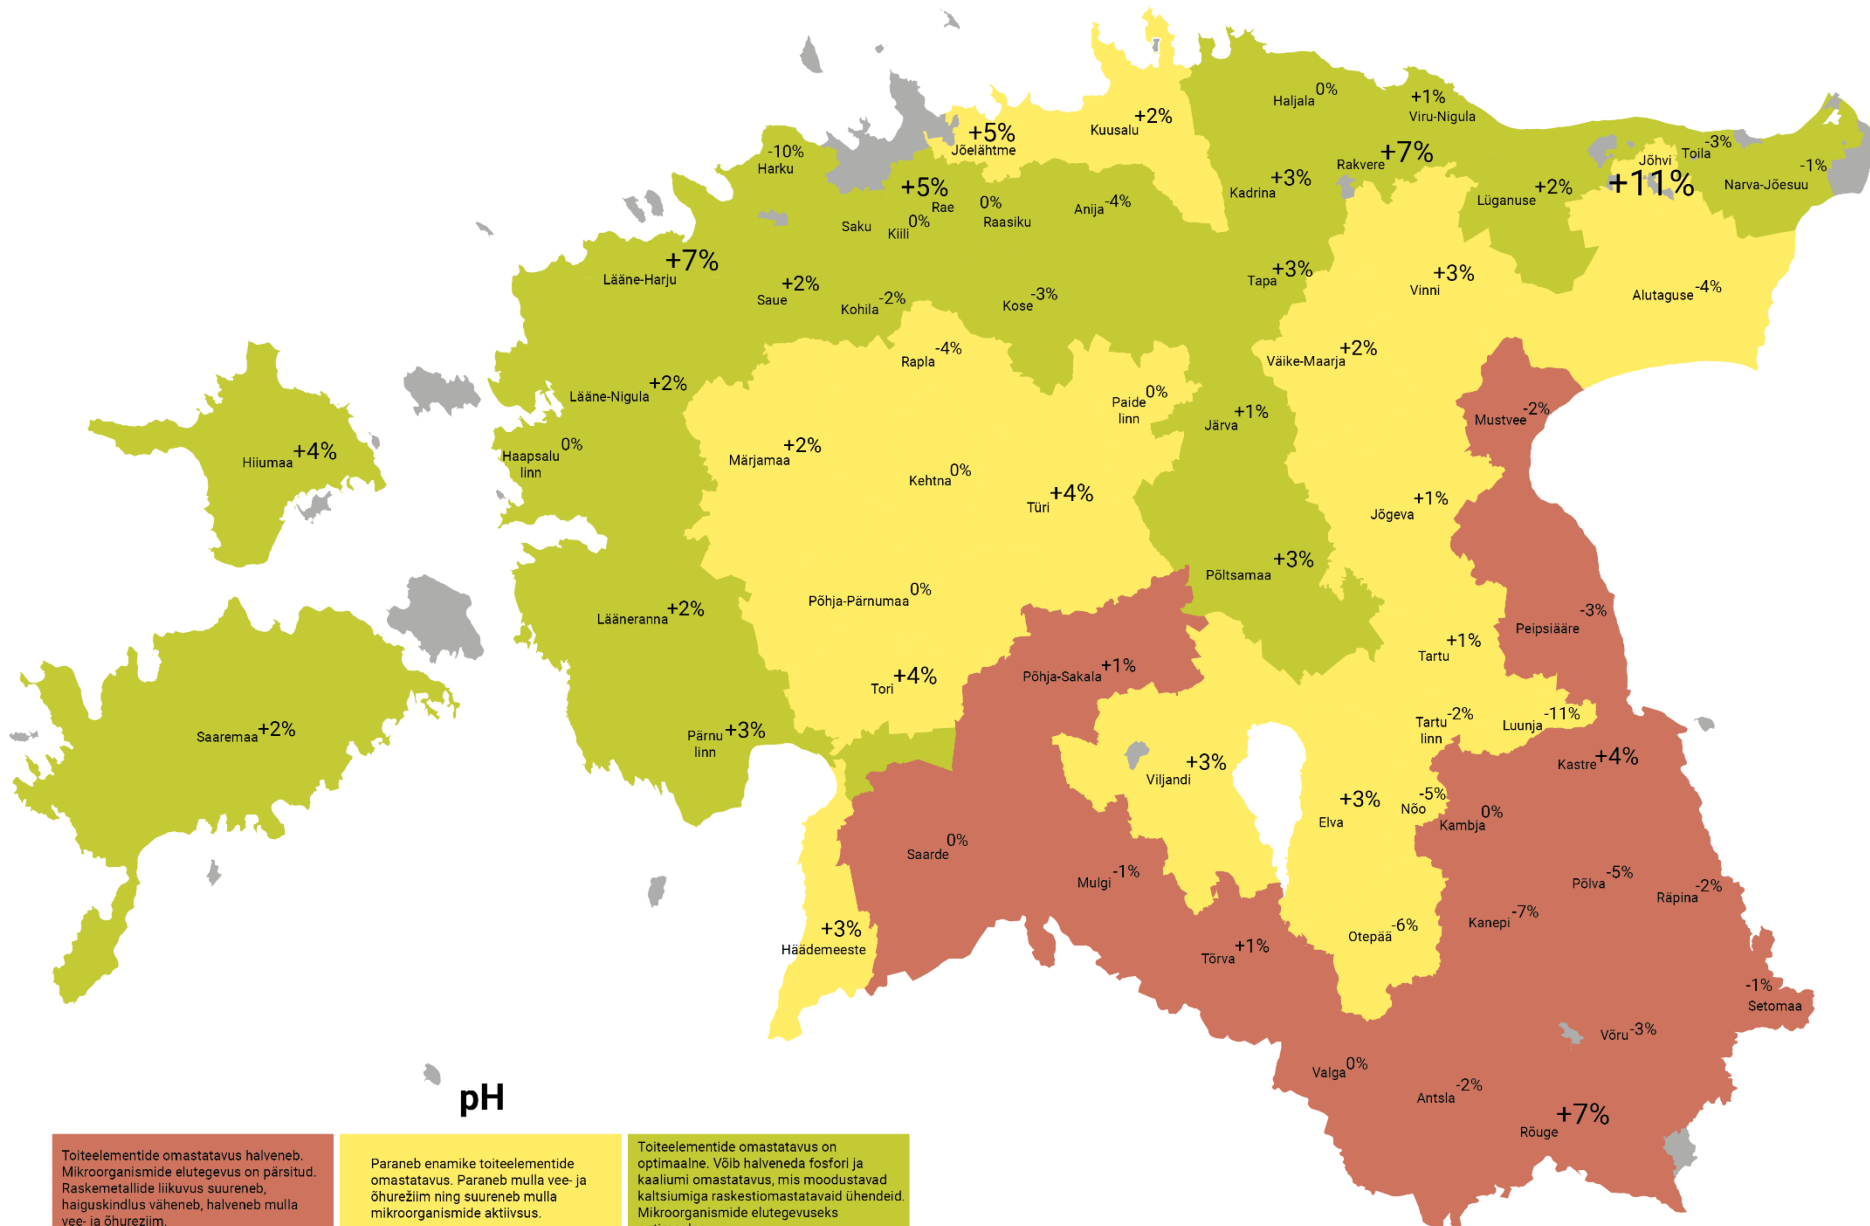 0%
Haljala
+1%
Viru-Nigula
+2%
Kuusalu
+5%
Jõelähtme
-10%
Harku
+7%
Rakvere
Jõhvi
+11%
-3%
Toila
-1%
Narva-Jõesuu
+5%
Rae
0%
Raasiku
-4%
Anija
+3%
Kadrina
+2%
Lüganuse
Saku
0%
Kiili
+7%
Lääne-Harju
+2%
Saue
-2%
Kohila
-3%
Kose
+3%
Tapa
+3%
Vinni
-4%
Alutaguse
-4%
Rapla
+2%
Väike-Maarja
+2%
Lääne-Nigula
0%
Paide
linn
+1%
Järva
-2%
Mustvee
+4%
Hiiumaa
0%
Haapsalu
linn
+2%
Märjamaa
0%
Kehtna
+4%
Türi
+1%
Jõgeva
+3%
Põltsamaa
+2%
Lääneranna
0%
Põhja-Pärnumaa
-3%
Peipsiääre
+1%
Tartu
+1%
Põhja-Sakala
+4%
Tori
+2%
Saaremaa
+3%
Pärnu
linn
-2%
Tartu
linn
-11%
Luunja
+3%
Viljandi
+4%
Kastre
+3%
Elva
-5%
Nõo
0%
Kambja
0%
Saarde
-1%
Mulgi
-5%
Põlva
-2%
Räpina
-7%
Kanepi
-6%
Otepää
+3%
Häädemeeste
+1%
Tõrva
-1%
Setomaa
-3%
Võru
0%
Valga
-2%
Antsla
+7%
Rõuge
pH
Toiteelementide omastatavus halveneb.
Mikroorganismide elutegevus on pärsitud.
Raskemetallide liikuvus suureneb,
haiguskindlus väheneb, halveneb mulla
vee- ja õhurežiim.
Paraneb enamike toiteelementide
omastatavus. Paraneb mulla vee- ja
õhurežiim ning suureneb mulla
mikroorganismide aktiivsus.
Toiteelementide omastatavus on
optimaalne. Võib halveneda fosfori ja
kaaliumi omastatavus, mis moodustavad
kaltsiumiga raskestiomastatavaid ühendeid.
Mikroorganismide elutegevuseks